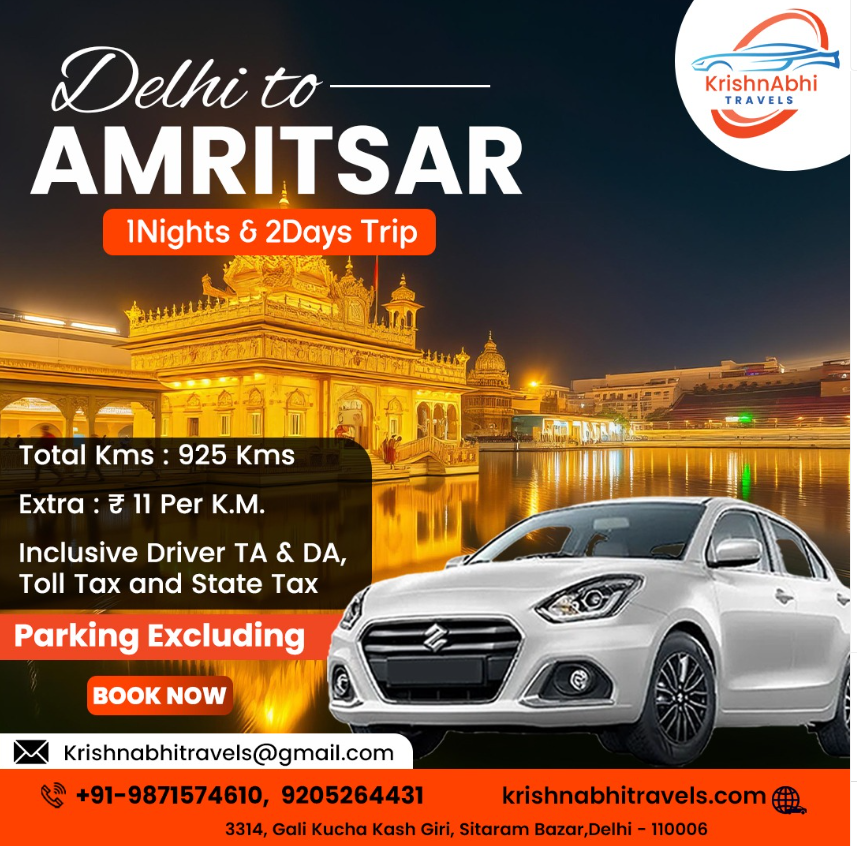 Delhi to
AMRITSAR
KrishnAbhi
TRAVELS
1Nights & 2Days Trip
Total Kms : 925 Kms
Extra : ₹ 11 Per K.M.
Inclusive Driver TA & DA,
Toll Tax and State Tax
Parking Excluding
BOOK NOW
Krishnabhitravels@gmail.com
+91-9871574610, 9205264431
krishnabhitravels.com
3314, Gali Kucha Kash Giri, Sitaram Bazar,Delhi - 110006